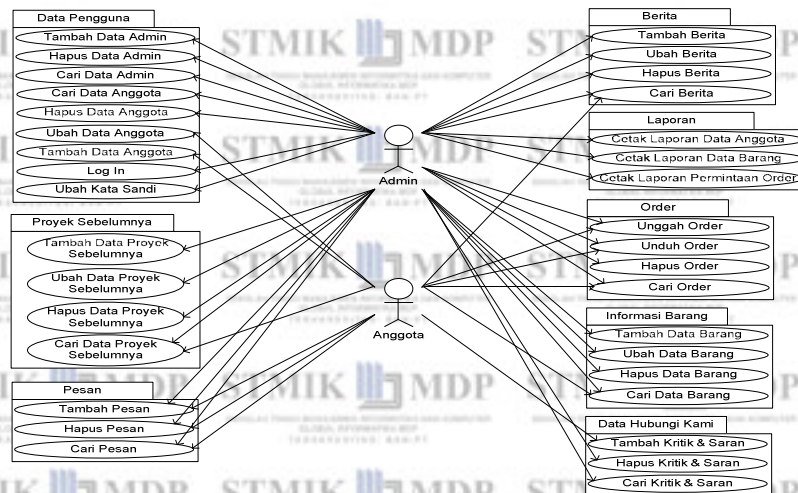 Data Pengguna
Tambah Data Admin
Hapus Data Admin
Cari Data Admin
Cari Data Anggota
Hapus Data Anggota
Ubah Data Anggota
Tambah Data Anggota
Log In
Ubah Kata Sandi
Proyek Sebelumnya
Tambah Data Proyek
Sebelumnya
Ubah Data Proyek
Sebelumnya
Hapus Data Proyek
Sebelumnya
Cari Data Proyek
Sebelumnya
Pesan
Tambah Pesan
Hapus Pesan
Cari Pesan
Admin
Anggota
Berita
Tambah Berita
Ubah Berita
Hapus Berita
Cari Berita
Laporan
Cetak Laporan Data Anggota
Cetak Laporan Data Barang
Cetak Laporan Permintaan Order
Order
Unggah Order
Unduh Order
Hapus Order
Cari Order
Informasi Barang
Tambah Data Barang
Ubah Data Barang
Hapus Data Barang
Cari Data Barang
Data Hubungi Kami
Tambah Kritik & Saran
Hapus Kritik & Saran
Cari Kritik & Saran
STMIK MDP
STMIK MDP
STMIK MDP
STMIK MDP